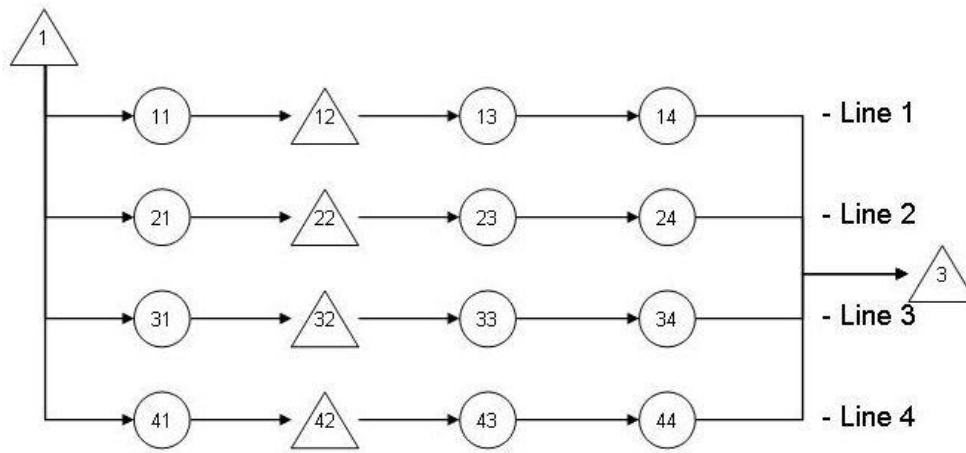 1
11 12 13 14 - Line 1
21 22 23 24 - Line 2
3
31 32 33 34 - Line 3
41 42 43 44 - Line 4